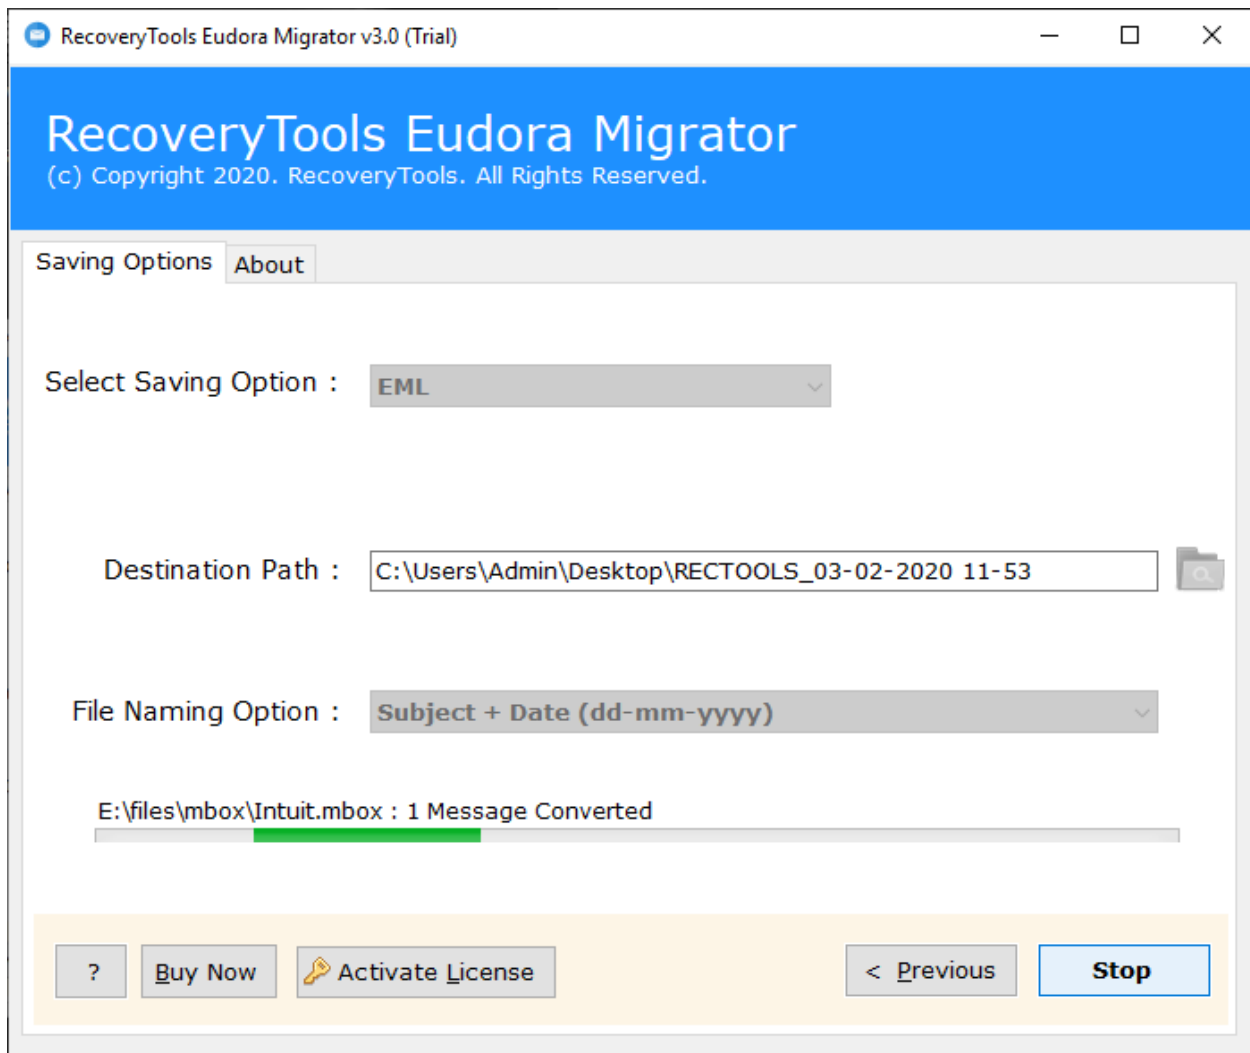 RecoveryTools Eudora Migrator v3.0 (Trial)
RecoveryTools Eudora Migrator
(c) Copyright 2020. RecoveryTools. All Rights Reserved.
Saving Options About
Select Saving Option : EML
Destination Path : C:\Users\Admin\Desktop\RECTOOLS_03-02-2020 11-53
File Naming Option : Subject + Date (dd-mm-yyyy)
E:\files\mbox\Intuit.mbox : 1 Message Converted
? Buy Now Activate License < Previous Stop